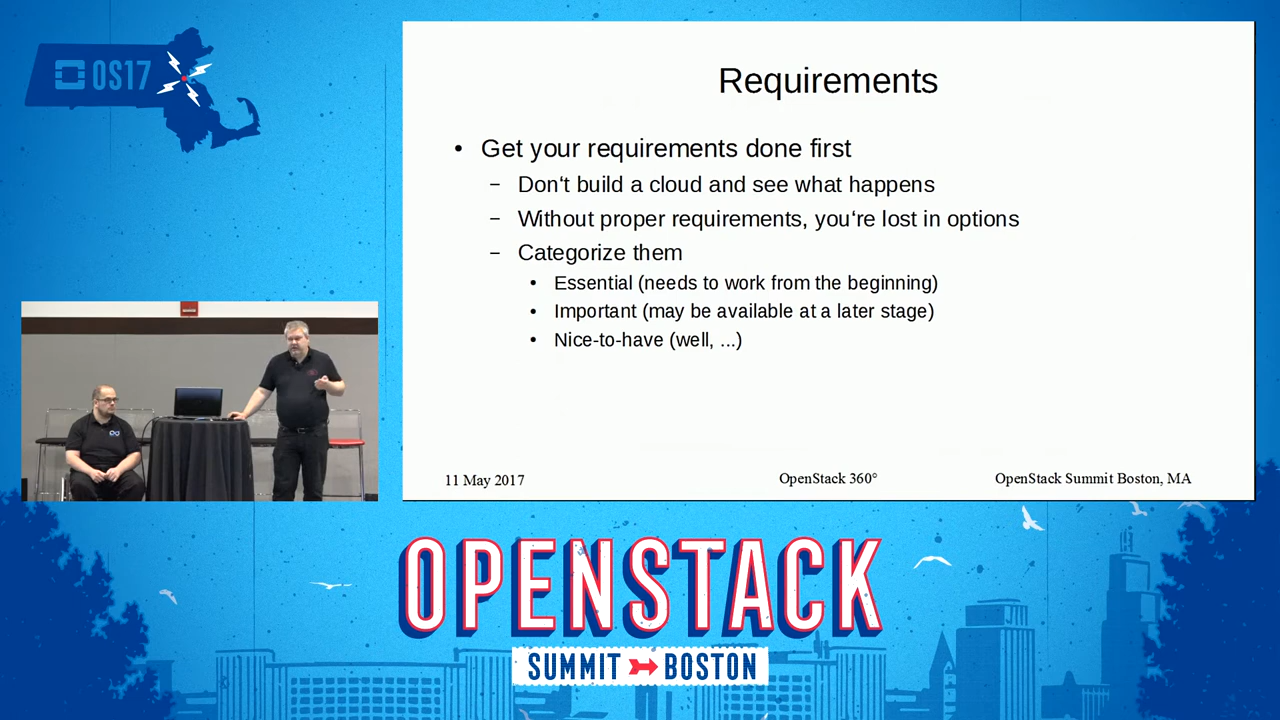 OS17
Requirements
• Get your requirements done first
– Don‘t build a cloud and see what happens
– Without proper requirements, you‘re lost in options
– Categorize them
• Essential (needs to work from the beginning)
• Important (may be available at a later stage)
• Nice-to-have (well, ...)
11 May 2017
OpenStack 360°
OpenStack Summit Boston, MA
OPENSTACK
SUMMIT BOSTON